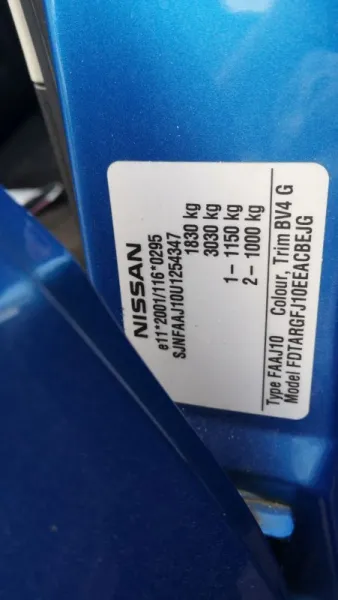 NISSAN
e11*2001/116*0295
SJNFAAJ10U1254347
1830 kg
3030 kg
1– 1150 kg
2– 1000 kg
Type FAAJ10 Colour, Trim BV4 G
Model FDTARGFJ10EEACBEJG